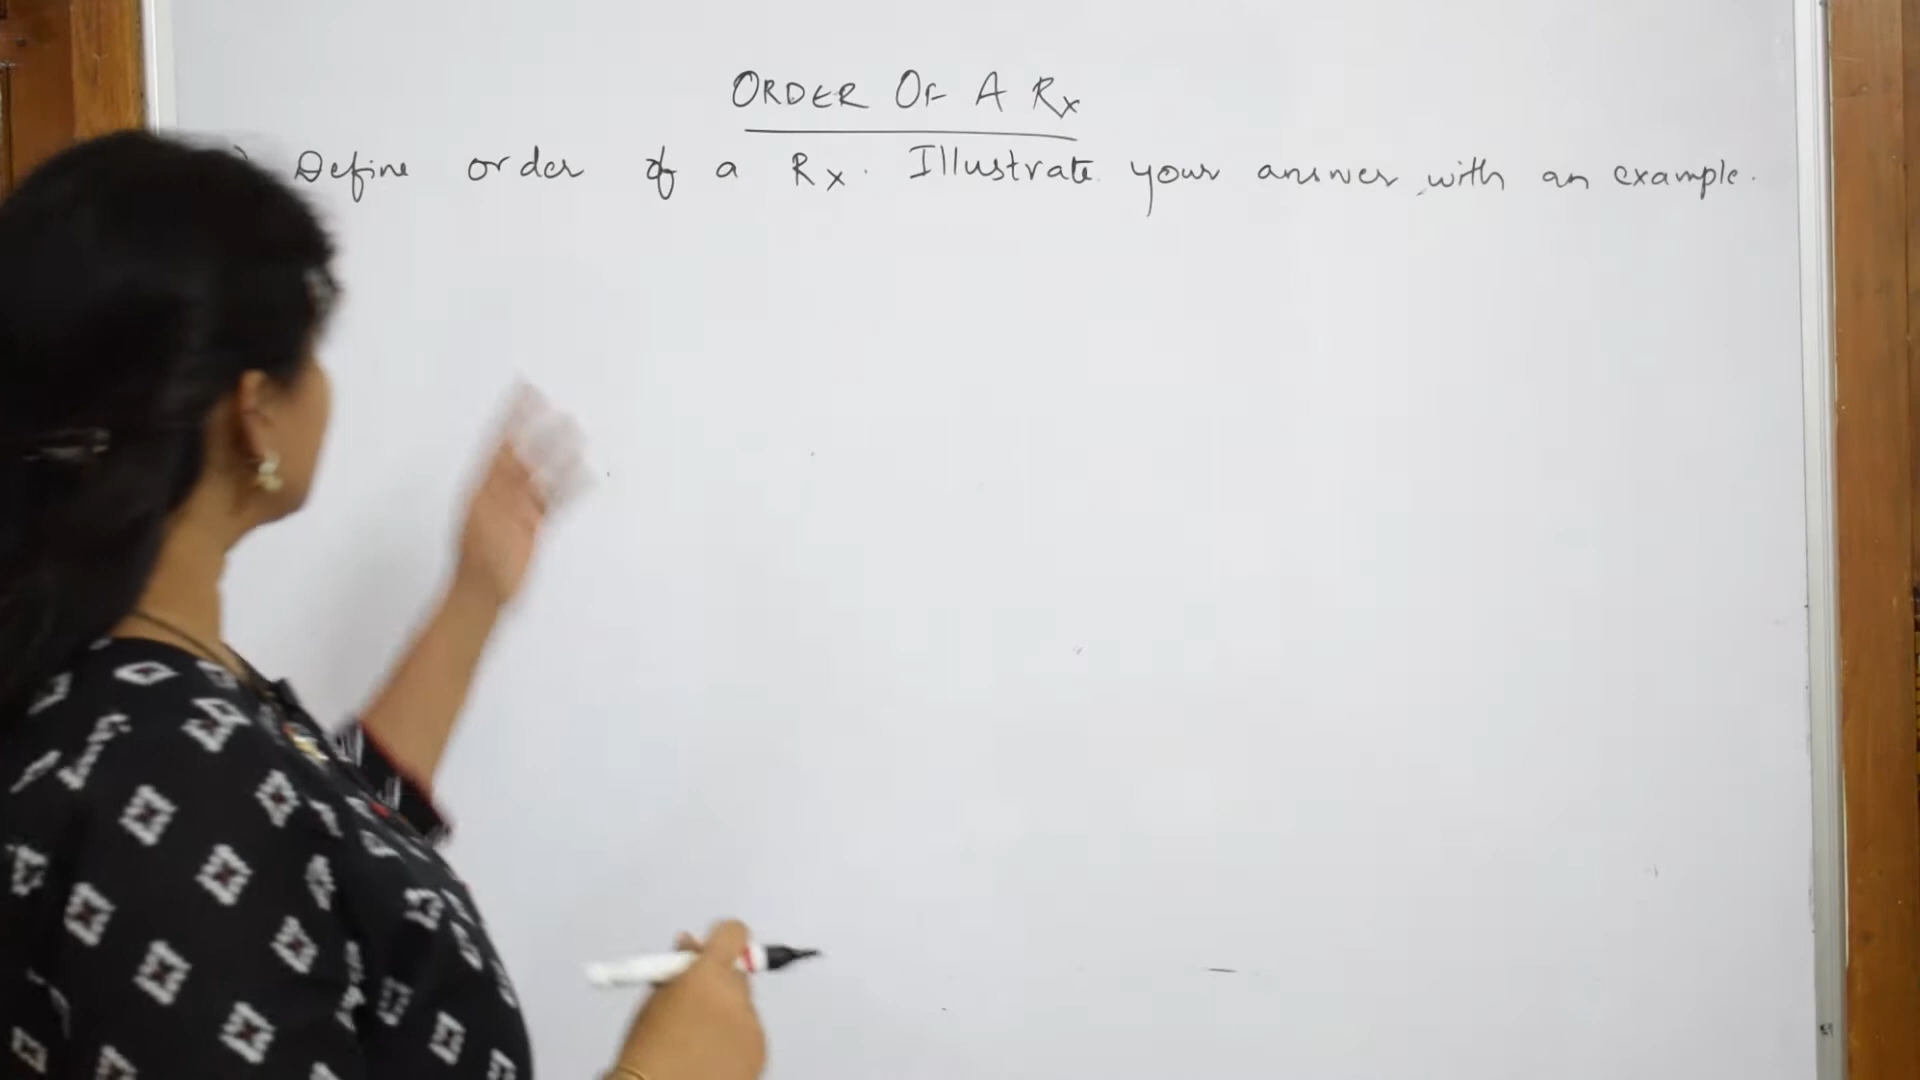 ORDER OF A Rx
Define order of a Rx. Illustrate your answer with an example.